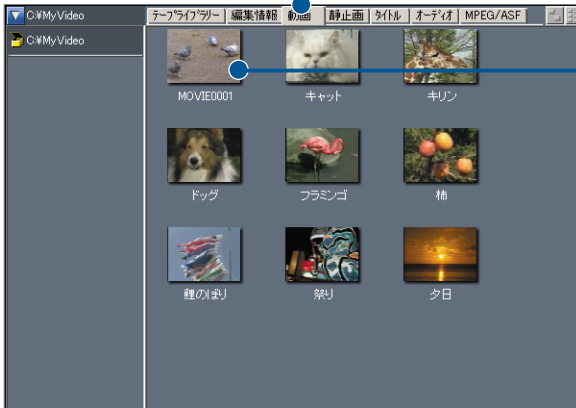 C:¥MyVideo
テープライブラリー 編集情報 動画 静止画 タイトル オーディオ MPEG/ASF
C:¥MyVideo
MOVIE0001 キャット キリン
ドッグ フラミンゴ 柿
鯉のぼり 祭り 夕日